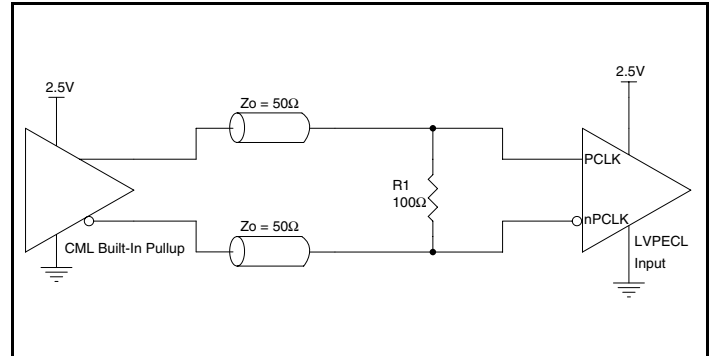 2.5V
2.5V
Zo = 50Ω
PCLK
R1
100Ω
Zo = 50Ω
nPCLK
CML Built-In Pullup
LVPECL
Input